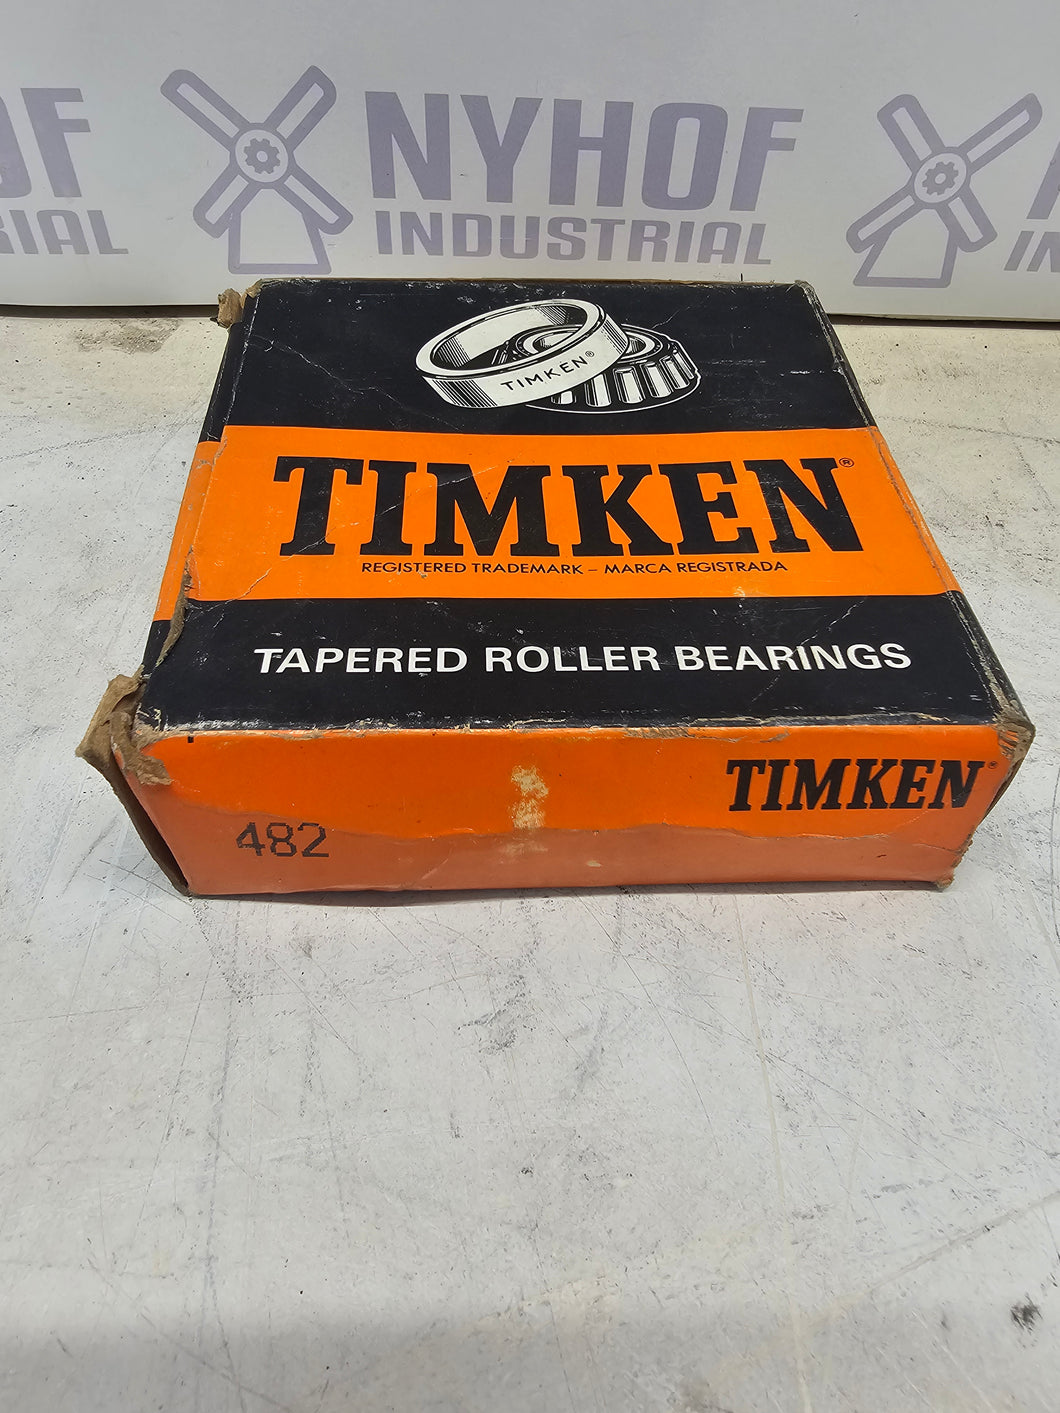 NYHOF
INDUSTRIAL
TIMKEN®
TIMKEN®
REGISTERED TRADEMARK – MARCA REGISTRADA
TAPERED ROLLER BEARINGS
TIMKEN®
482